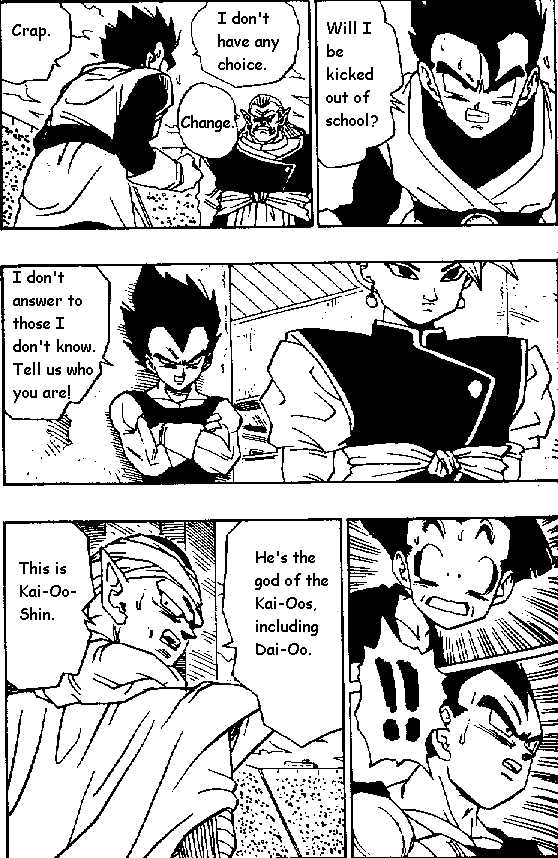 Crap.
I don't
have any
choice.
Change.
Will I
be
kicked
out of
school?
I don't
answer to
those I
don't know.
Tell us who
you are!
This is
Kai-Oo-
Shin.
He's the
god of the
Kai-Oos,
including
Dai-Oo.
!!